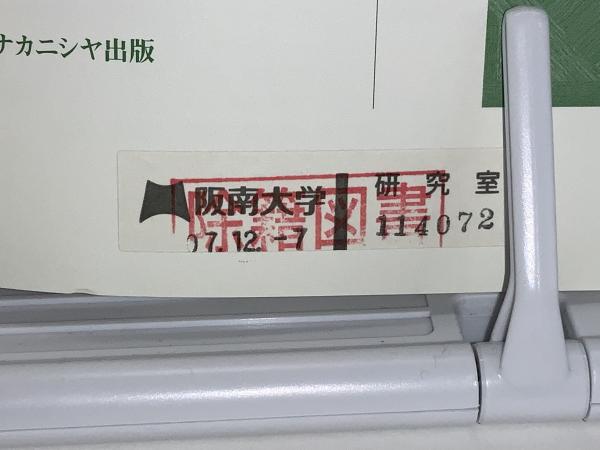 ナカニシヤ出版
阪南大学
研究室
除籍図書
07.12.-7
114072